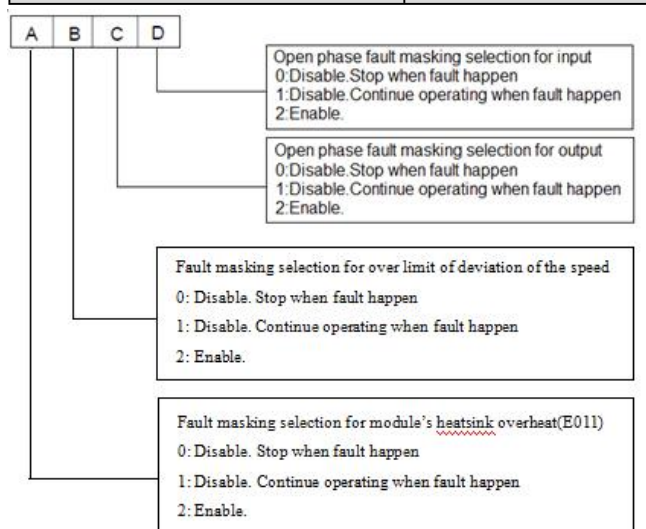 A B C D
Open phase fault masking selection for input
0:Disable.Stop when fault happen
1:Disable.Continue operating when fault happen
2:Enable.
Open phase fault masking selection for output
0:Disable.Stop when fault happen
1:Disable.Continue operating when fault happen
2:Enable.
Fault masking selection for over limit of deviation of the speed
0: Disable. Stop when fault happen
1: Disable. Continue operating when fault happen
2: Enable.
Fault masking selection for module's heatsink overheat(E011)
0: Disable. Stop when fault happen
1: Disable. Continue operating when fault happen
2: Enable.